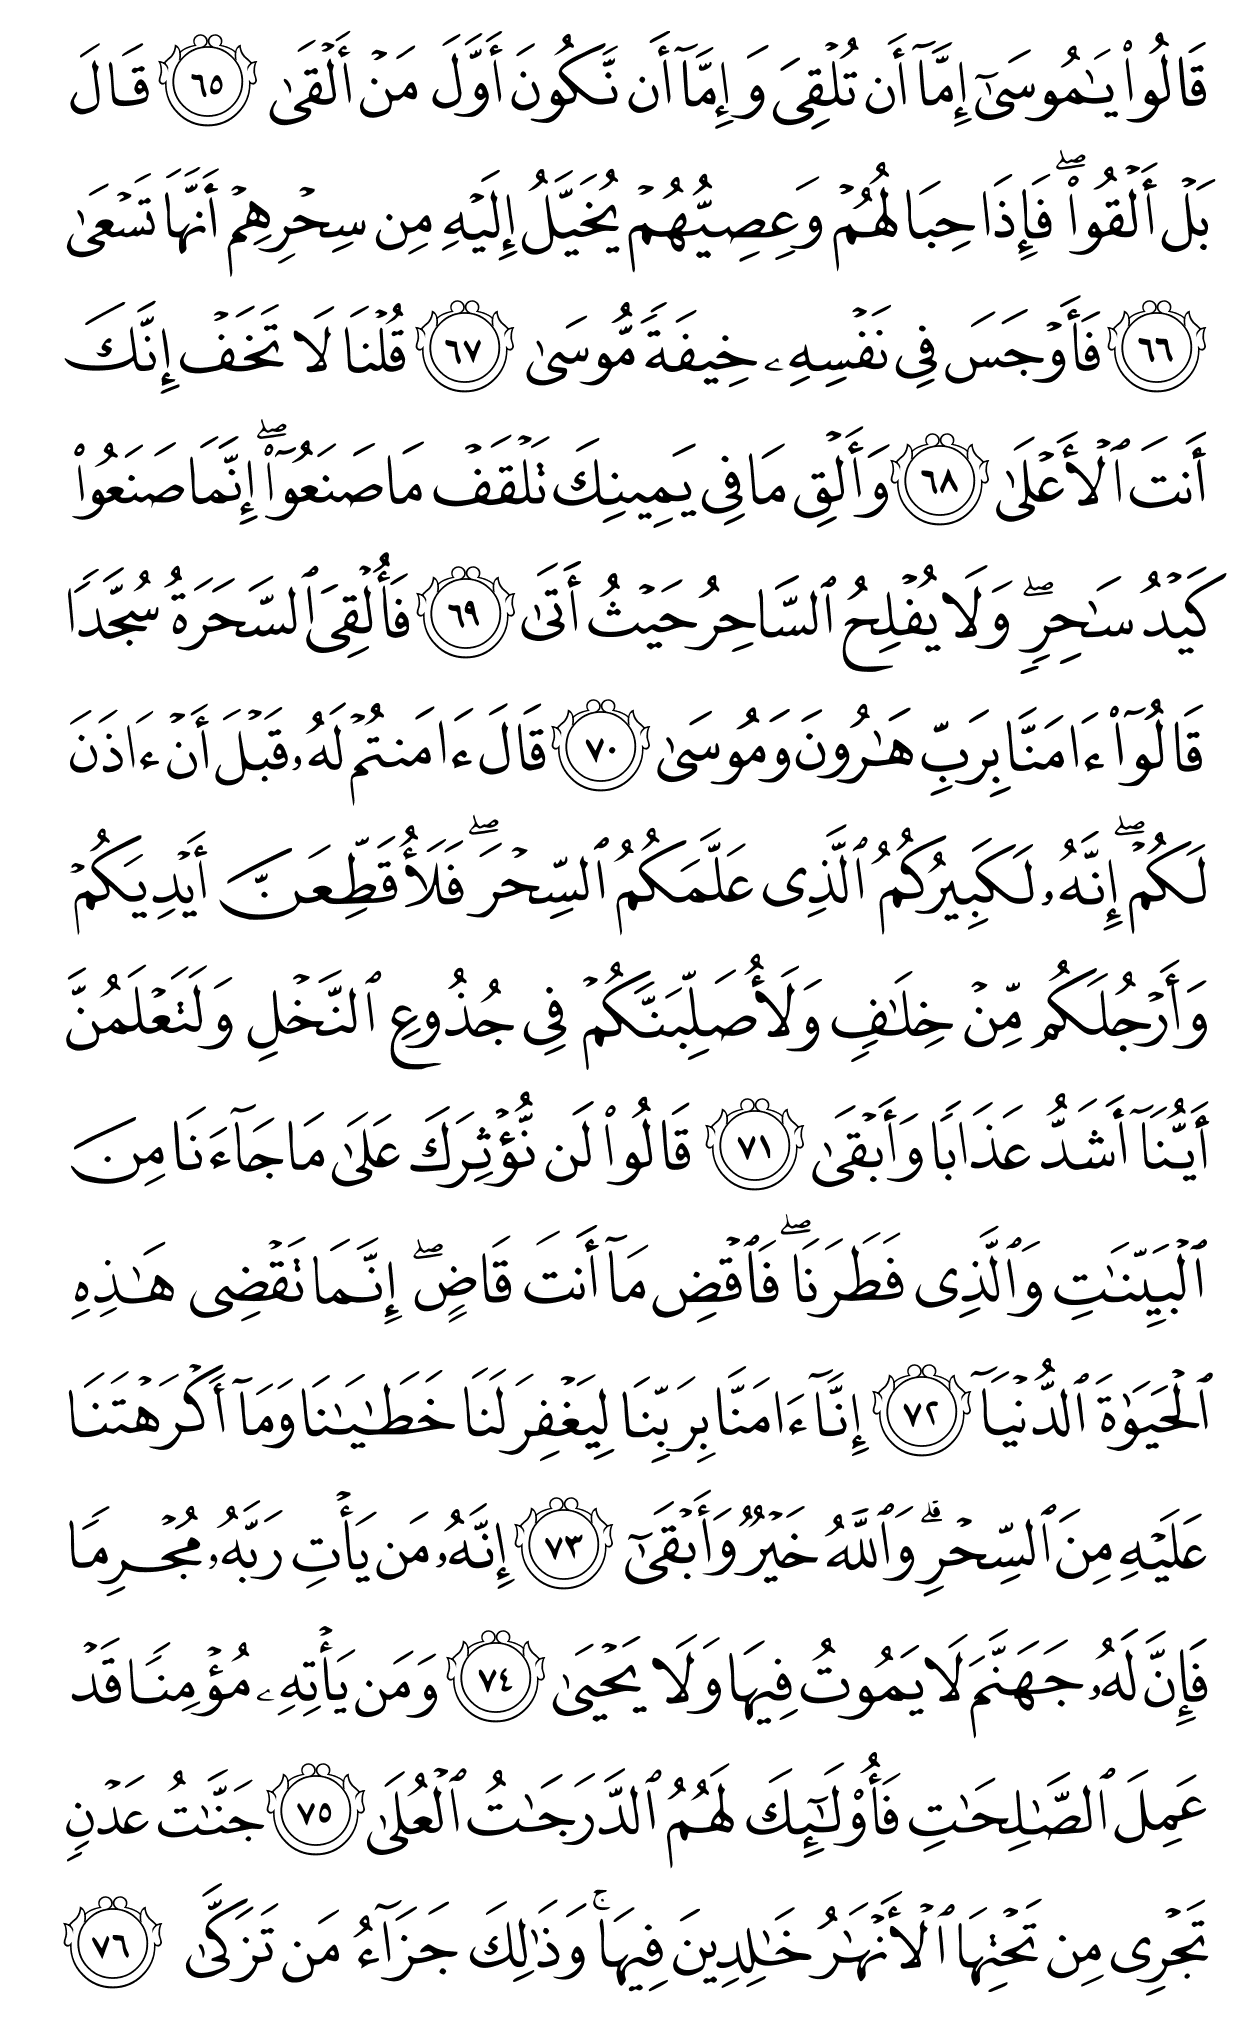 قَالُوا۟ يَـٰمُوسَىٰٓ إِمَّآ أَن تُلْقِىَ وَإِمَّآ أَن نَّكُونَ أَوَّلَ مَنْ أَلْقَىٰ ٦٥ قَالَ
بَلْ أَلْقُوا۟ ۖ فَإِذَا حِبَالُهُمْ وَعِصِيُّهُمْ يُخَيَّلُ إِلَيْهِ مِن سِحْرِهِمْ أَنَّهَا تَسْعَىٰ
٦٦ فَأَوْجَسَ فِى نَفْسِهِۦ خِيفَةً مُّوسَىٰ ٦٧ قُلْنَا لَا تَخَفْ إِنَّكَ
أَنتَ ٱلْأَعْلَىٰ ٦٨ وَأَلْقِ مَا فِى يَمِينِكَ تَلْقَفْ مَا صَنَعُوٓا۟ ۖ إِنَّمَا صَنَعُوا۟
كَيْدُ سَـٰحِرٍ ۖ وَلَا يُفْلِحُ ٱلسَّاحِرُ حَيْثُ أَتَىٰ ٦٩ فَأُلْقِىَ ٱلسَّحَرَةُ سُجَّدًا
قَالُوٓا۟ ءَامَنَّا بِرَبِّ هَـٰرُونَ وَمُوسَىٰ ٧٠ قَالَ ءَامَنتُمْ لَهُۥ قَبْلَ أَنْ ءَاذَنَ
لَكُمْ ۖ إِنَّهُۥ لَكَبِيرُكُمُ ٱلَّذِى عَلَّمَكُمُ ٱلسِّحْرَ ۖ فَلَأُقَطِّعَنَّ أَيْدِيَكُمْ
وَأَرْجُلَكُم مِّنْ خِلَـٰفٍ وَلَأُصَلِّبَنَّكُمْ فِى جُذُوعِ ٱلنَّخْلِ وَلَتَعْلَمُنَّ
أَيُّنَآ أَشَدُّ عَذَابًا وَأَبْقَىٰ ٧١ قَالُوا۟ لَن نُّؤْثِرَكَ عَلَىٰ مَا جَآءَنَا مِنَ
ٱلْبَيِّنَـٰتِ وَٱلَّذِى فَطَرَنَا ۖ فَٱقْضِ مَآ أَنتَ قَاضٍ ۖ إِنَّمَا تَقْضِى هَـٰذِهِ
ٱلْحَيَوٰةَ ٱلدُّنْيَآ ٧٢ إِنَّآ ءَامَنَّا بِرَبِّنَا لِيَغْفِرَ لَنَا خَطَـٰيَـٰنَا وَمَآ أَكْرَهْتَنَا
عَلَيْهِ مِنَ ٱلسِّحْرِ ۗ وَٱللَّهُ خَيْرٌ وَأَبْقَىٰٓ ٧٣ إِنَّهُۥ مَن يَأْتِ رَبَّهُۥ مُجْرِمًا
فَإِنَّ لَهُۥ جَهَنَّمَ لَا يَمُوتُ فِيهَا وَلَا يَحْيَىٰ ٧٤ وَمَن يَأْتِهِۦ مُؤْمِنًا قَدْ
عَمِلَ ٱلصَّـٰلِحَـٰتِ فَأُو۟لَـٰٓئِكَ لَهُمُ ٱلدَّرَجَـٰتُ ٱلْعُلَىٰ ٧٥ جَنَّـٰتُ عَدْنٍ
تَجْرِى مِن تَحْتِهَا ٱلْأَنْهَـٰرُ خَـٰلِدِينَ فِيهَا ۚ وَذَٰلِكَ جَزَآءُ مَن تَزَكَّىٰ ٧٦